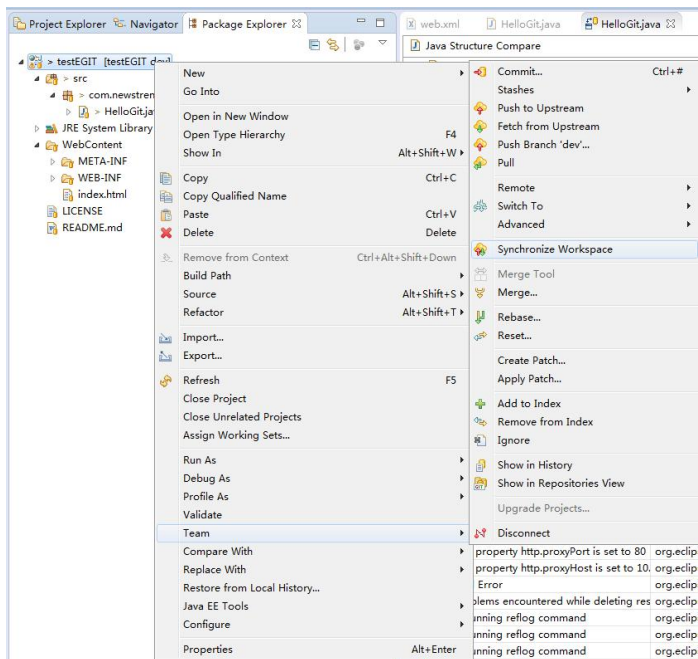 Project Explorer Navigator Package Explorer
web.xml HelloGit.java HelloGit.java
Java Structure Compare
> testEGIT [testEGIT dev]
> src
> com.newstren
> HelloGit.ja
JRE System Library
WebContent
META-INF
WEB-INF
index.html
LICENSE
README.md
New
Go Into
Open in New Window
Open Type Hierarchy F4
Show In Alt+Shift+W
Copy Ctrl+C
Copy Qualified Name
Paste Ctrl+V
Delete Delete
Remove from Context Ctrl+Alt+Shift+Down
Build Path
Source Alt+Shift+S
Refactor Alt+Shift+T
Import...
Export...
Refresh F5
Close Project
Close Unrelated Projects
Assign Working Sets...
Run As
Debug As
Profile As
Validate
Team
Compare With
Replace With
Restore from Local History...
Java EE Tools
Configure
Properties Alt+Enter
Commit... Ctrl+#
Stashes
Push to Upstream
Fetch from Upstream
Push Branch 'dev'...
Pull
Remote
Switch To
Advanced
Synchronize Workspace
Merge Tool
Merge...
Rebase...
Reset...
Create Patch...
Apply Patch...
Add to Index
Remove from Index
Ignore
Show in History
Show in Repositories View
Upgrade Projects...
Disconnect
property http.proxyPort is set to 80 org.eclip
property http.proxyHost is set to 10. org.eclip
Error org.eclip
blems encountered while deleting res org.eclip
unning reflog command org.eclip
unning reflog command org.eclip
unning reflog command org.eclip